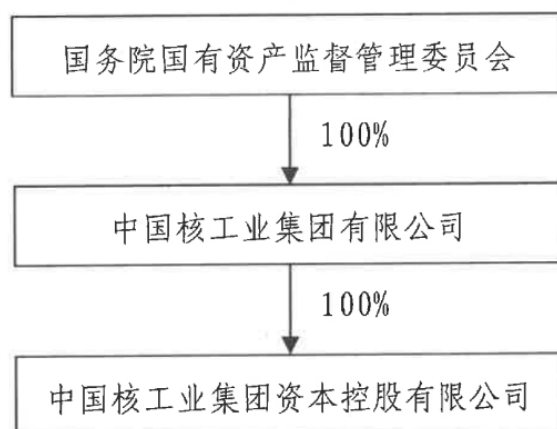 国务院国有资产监督管理委员会
100%
中国核工业集团有限公司
100%
中国核工业集团资本控股有限公司